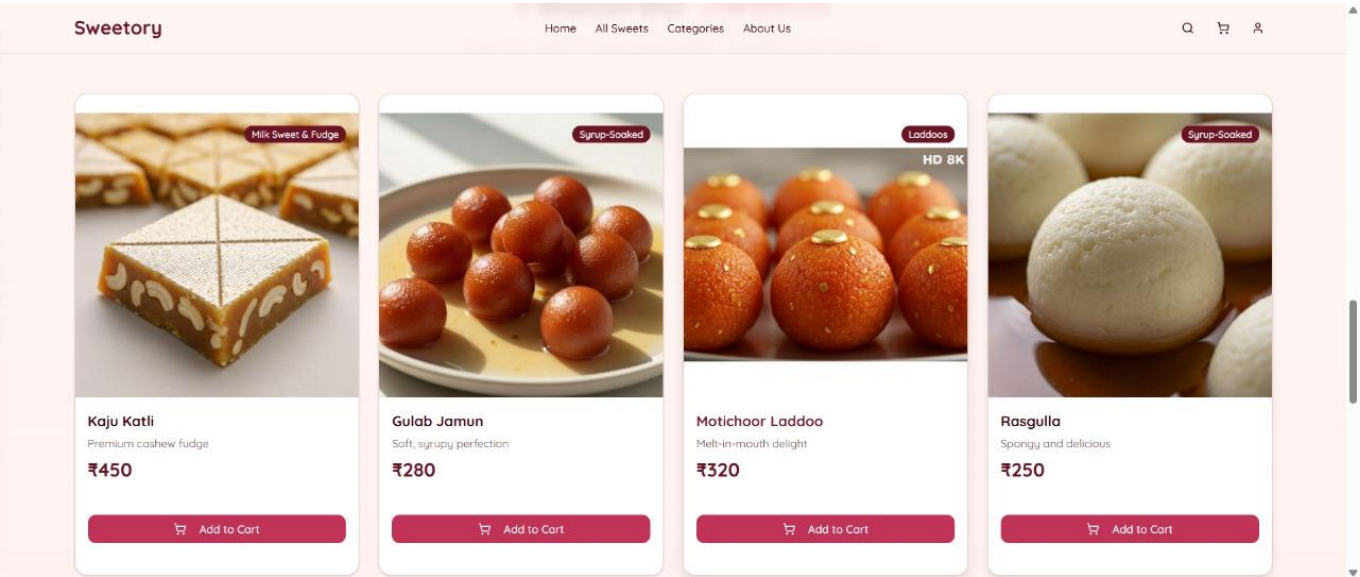 Sweetory
Home All Sweets Categories About Us
Milk Sweet & Fudge
Kaju Katli
Premium cashew fudge
₹450
Add to Cart
Syrup-Soaked
Gulab Jamun
Soft, syrupy perfection
₹280
Add to Cart
Laddoos
HD 8K
Motichoor Laddoo
Melt-in-mouth delight
₹320
Add to Cart
Syrup-Soaked
Rasgulla
Spongy and delicious
₹250
Add to Cart